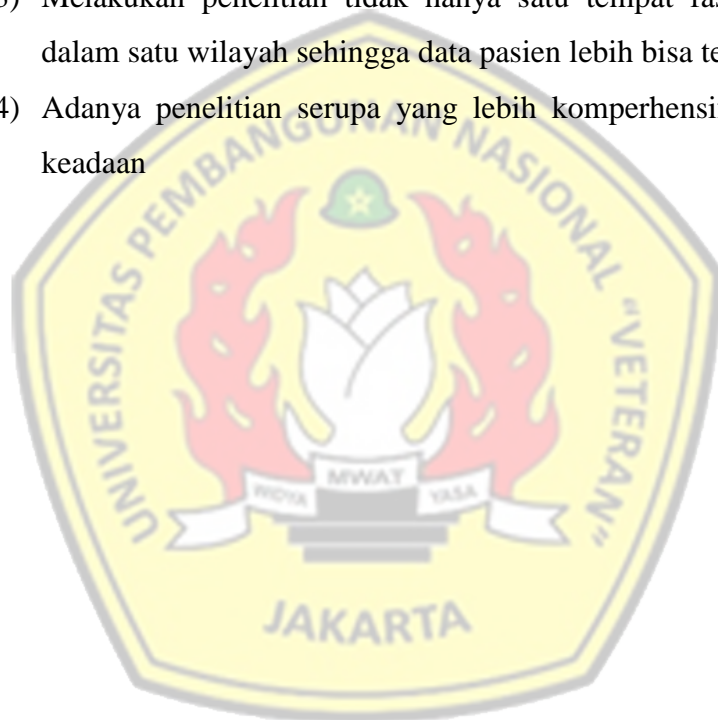 Melakukan penelitian tidak hanya satu tempat
dalam satu wilayah sehingga data pasien lebih bisa
4) Adanya penelitian serupa yang lebih
keadaan
UNIVERSITAS PEMBANGUNAN NASIONAL "VETERAN"
WIDYA MWAT YASA
JAKARTA